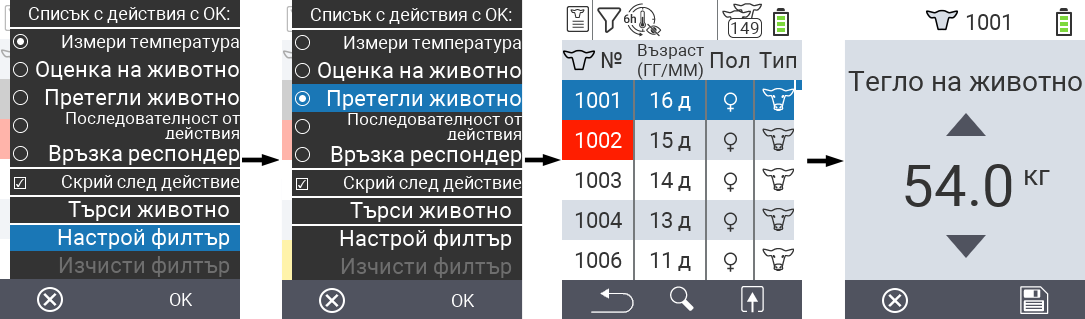 Списък с действия с OK:
Измери температура
Оценка на животно
Претегли животно
Последователност от
действия
Връзка респондер
Скрий след действие
Търси животно
Настрой филтър
Изчисти филтър
OK
Списък с действия с OK:
Измери температура
Оценка на животно
Претегли животно
Последователност от
действия
Връзка респондер
Скрий след действие
Търси животно
Настрой филтър
Изчисти филтър
OK
6h 149
№ Възраст (ГГ/ММ) Пол Тип
1001 16 д
1002 15 д
1003 14 д
1004 13 д
1006 11 д
1001
Тегло на животно
54.0 кг